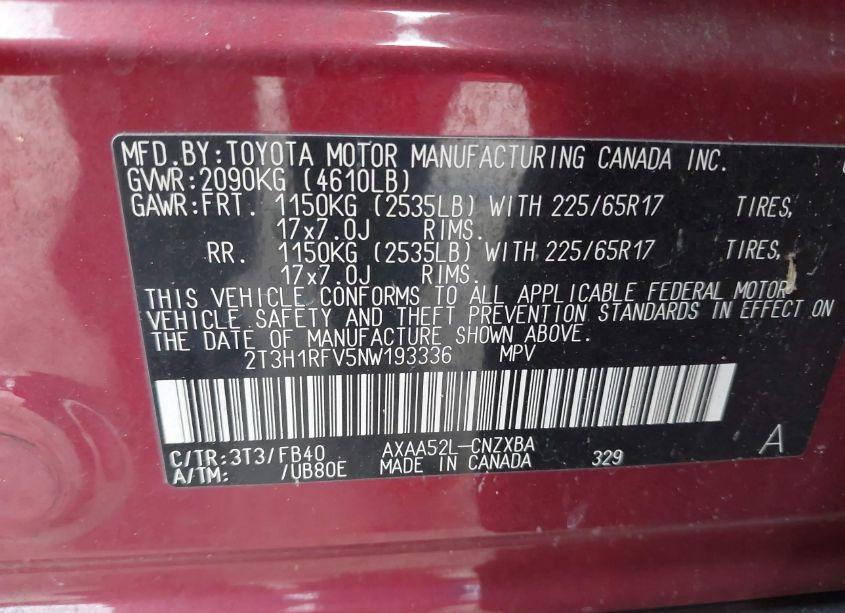 MFD.BY:TOYOTA MOTOR MANUFACTURING CANADA INC.
GVWR:2090KG (4610LB)
GAWR:FRT. 1150KG (2535LB) WITH 225/65R17 TIRES,
17x7.0J RIMS.
RR. 1150KG (2535LB) WITH 225/65R17 TIRES,
17x7.0J RIMS.
THIS VEHICLE CONFORMS TO ALL APPLICABLE FEDERAL MOTOR
VEHICLE SAFETY AND THEFT PREVENTION STANDARDS IN EFFECT ON
THE DATE OF MANUFACTURE SHOWN ABOVE.
2T3H1RFV5NW193336 MPV
C/TR:3T3/FB40 AXAA52L-CNZXBA
A/TM: /UB80E MADE IN CANADA 329 A